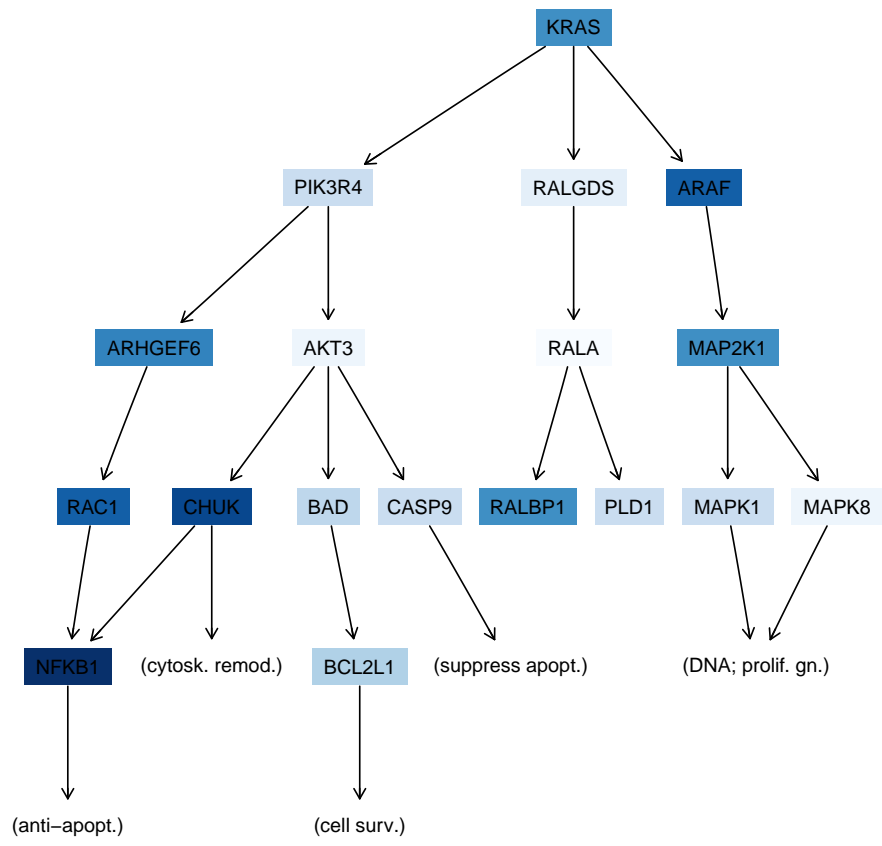 KRAS
PIK3R4
RALGDS
ARAF
ARHGEF6
AKT3
RALA
MAP2K1
RAC1
CHUK
BAD
CASP9
RALBP1
PLD1
MAPK1
MAPK8
NFKB1
(cytosk. remod.)
BCL2L1
(suppress apopt.)
(DNA; prolif. gn.)
(anti−apopt.)
(cell surv.)